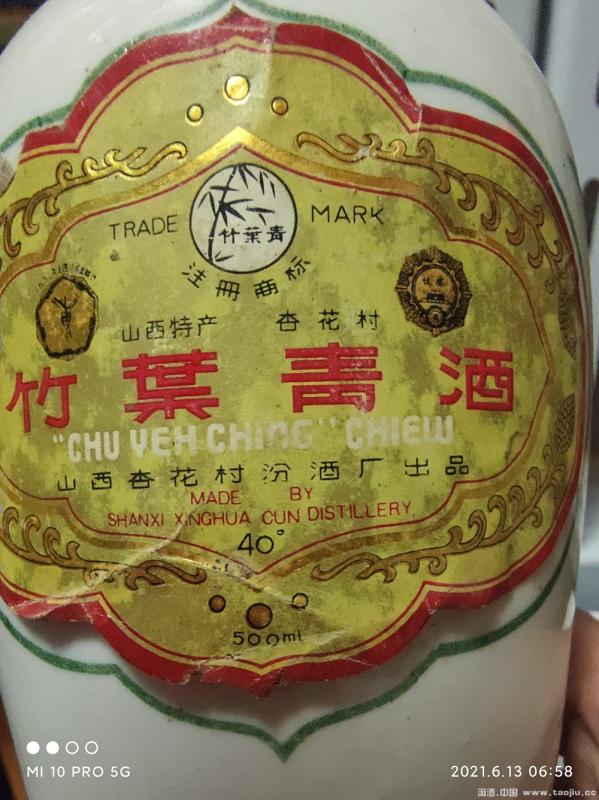 TRADE MARK
竹葉青
注冊商标
山西特产 杏花村
竹葉青酒
"CHU YEH CHING" CHIEW
山西杏花村汾酒厂出品
MADE BY
SHANXI XINGHUA CUN DISTILLERY.
40°
500ml
MI 10 PRO 5G
2021.6.13 06:58
淘酒.中国 www.taojiu.cc